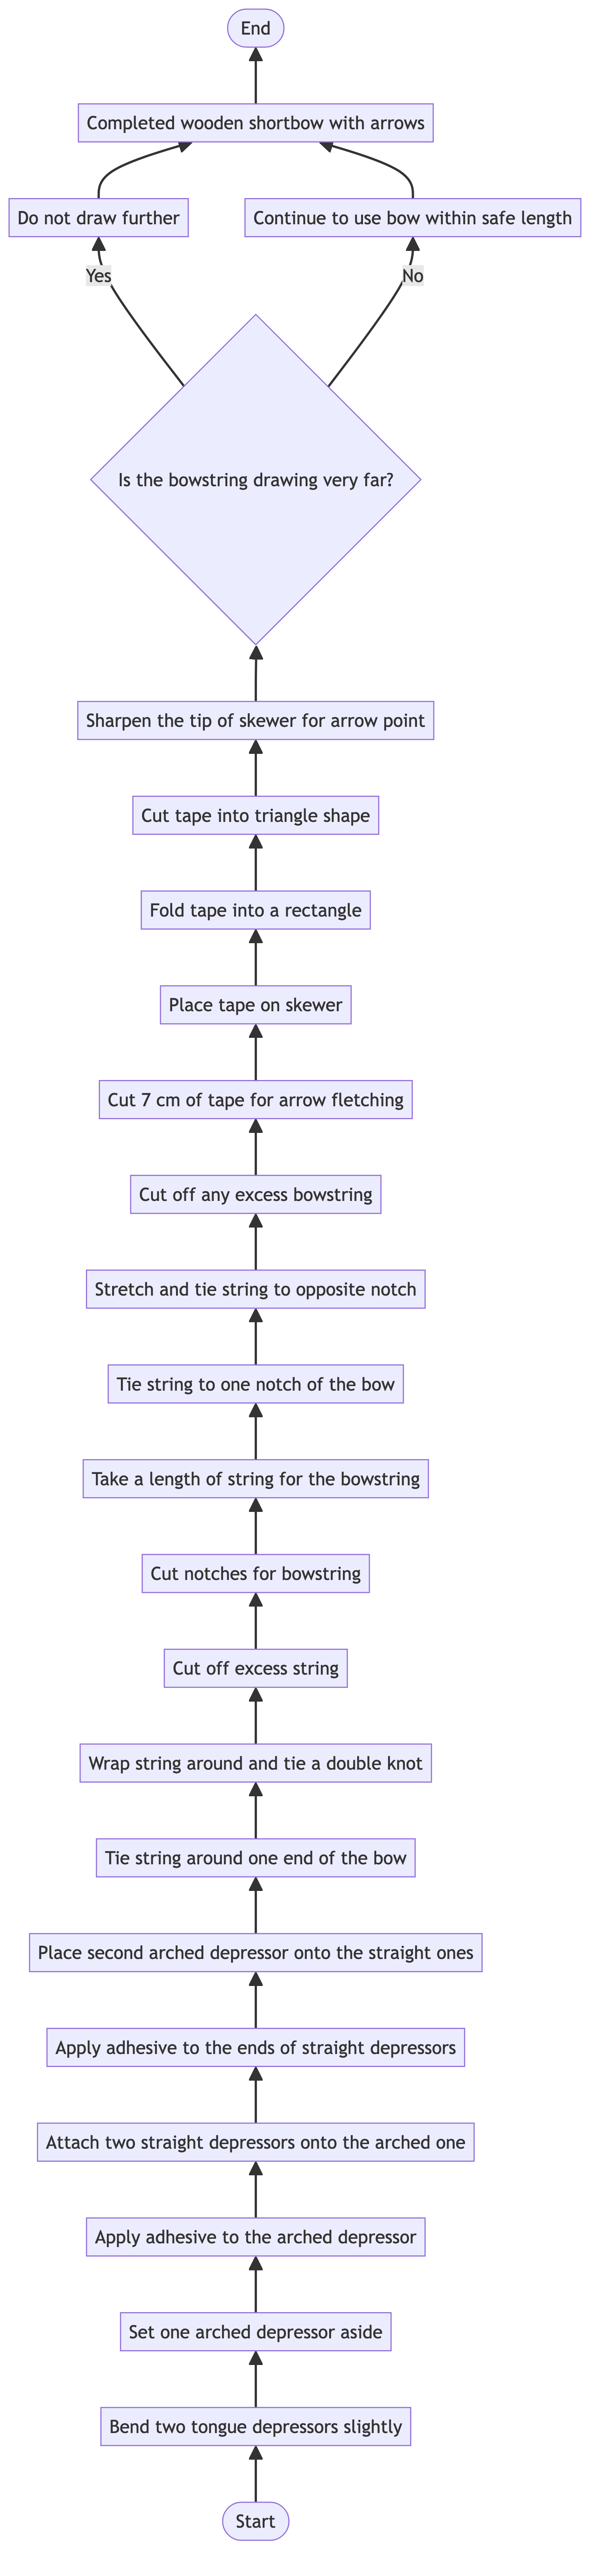 End
Completed wooden shortbow with arrows
Do not draw further
Continue to use bow within safe length
Yes
No
Is the bowstring drawing very far?
Sharpen the tip of skewer for arrow point
Cut tape into triangle shape
Fold tape into a rectangle
Place tape on skewer
Cut 7 cm of tape for arrow fletching
Cut off any excess bowstring
Stretch and tie string to opposite notch
Tie string to one notch of the bow
Take a length of string for the bowstring
Cut notches for bowstring
Cut off excess string
Wrap string around and tie a double knot
Tie string around one end of the bow
Place second arched depressor onto the straight ones
Apply adhesive to the ends of straight depressors
Attach two straight depressors onto the arched one
Apply adhesive to the arched depressor
Set one arched depressor aside
Bend two tongue depressors slightly
Start